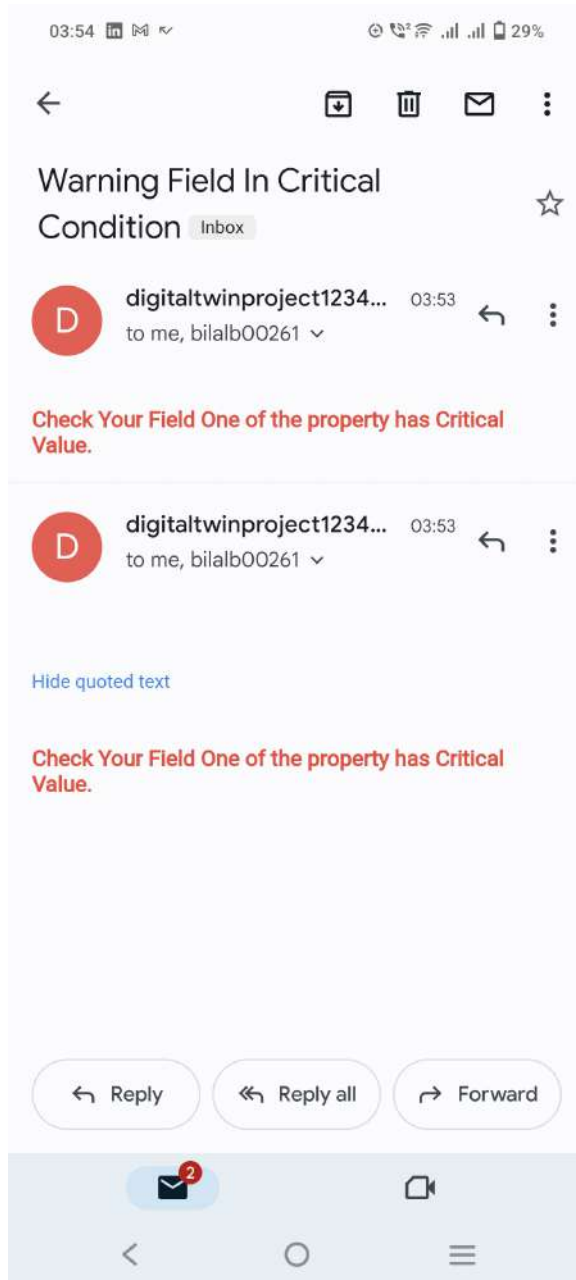 03:54
29%
Warning Field In Critical
Condition Inbox
D
digitaltwinproject1234... 03:53
to me, bilalb00261
Check Your Field One of the property has Critical
Value.
D
digitaltwinproject1234... 03:53
to me, bilalb00261
Hide quoted text
Check Your Field One of the property has Critical
Value.
Reply Reply all Forward
2